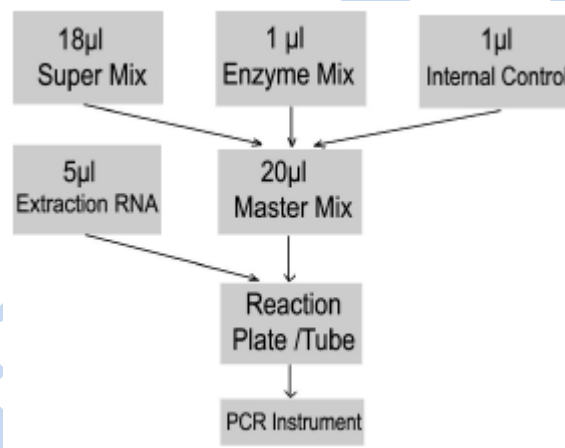 18µl
Super Mix
1 µl
Enzyme Mix
1µl
Internal Control
5µl
Extraction RNA
20µl
Master Mix
Reaction
Plate /Tube
PCR Instrument